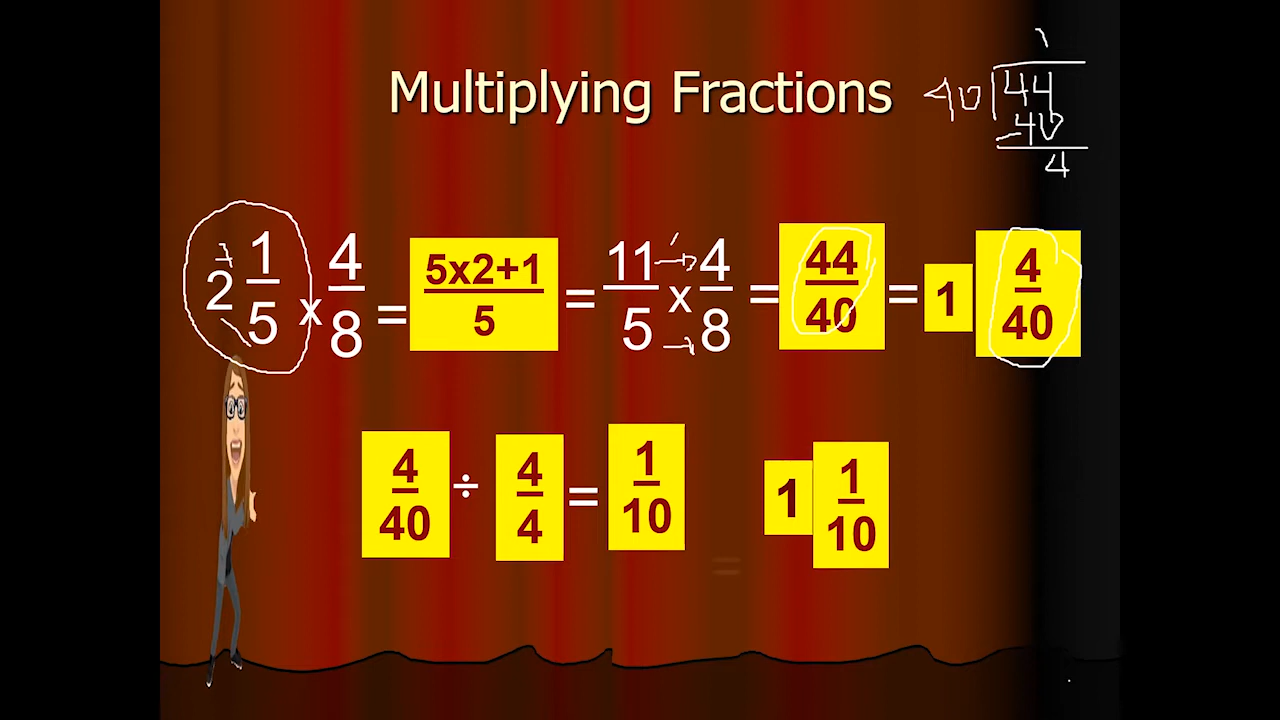 Multiplying Fractions
1
40 44
-40
4
2 1/5 x 4/8 = 5x2+1/5 = 11/5 x 4/8 = 44/40 = 1 4/40
4/40 ÷ 4/4 = 1/10 1 1/10
=